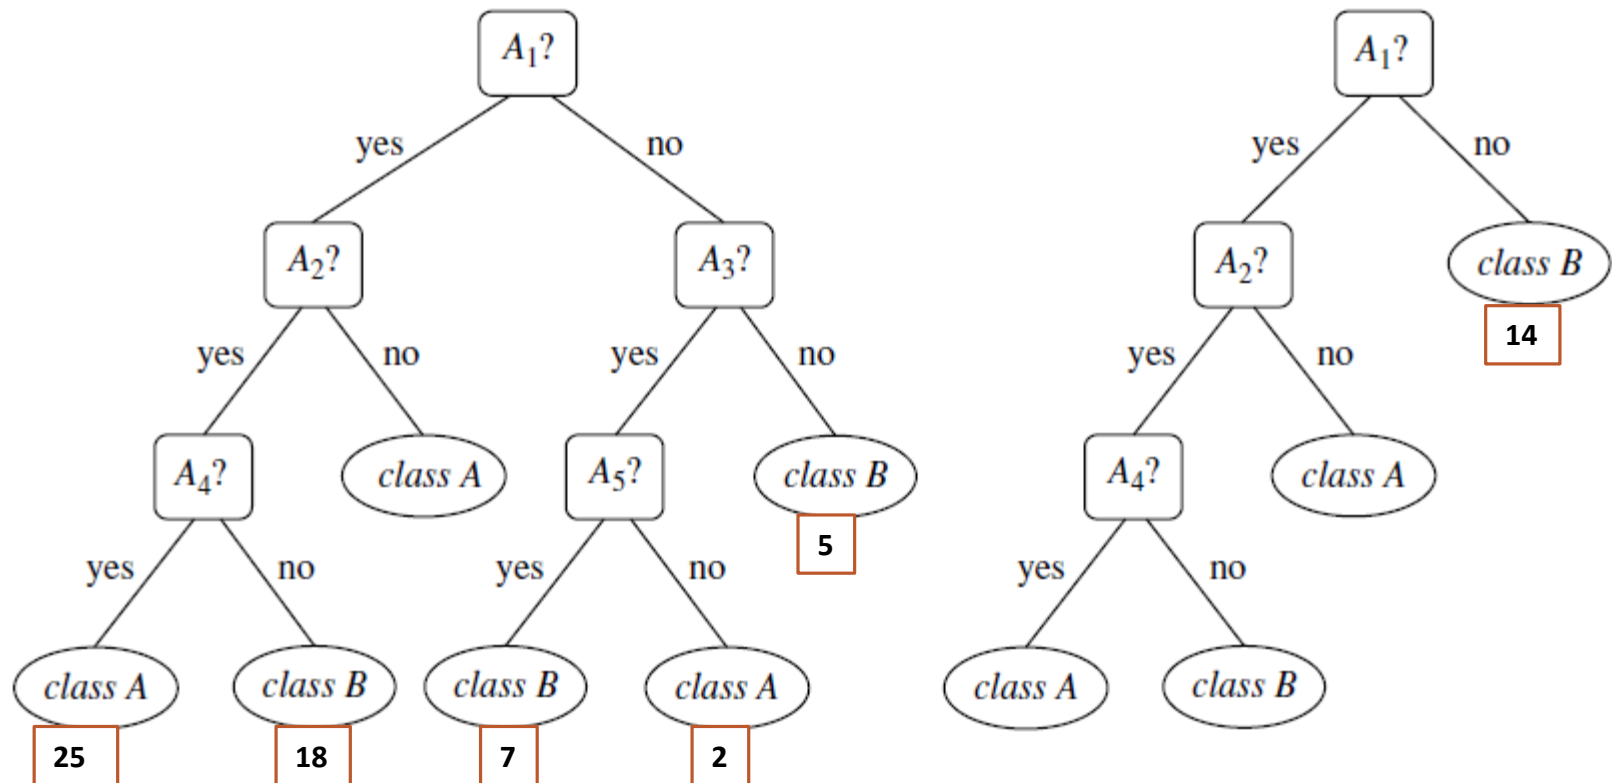 A₁?
A₁?
yes
no
yes
no
A₂?
A₃?
A₂?
class B
14
yes
no
yes
no
yes
no
A₄?
class A
A₅?
class B
5
A₄?
class A
yes
no
yes
no
yes
no
class A
25
class B
18
class B
7
class A
2
class A
class B